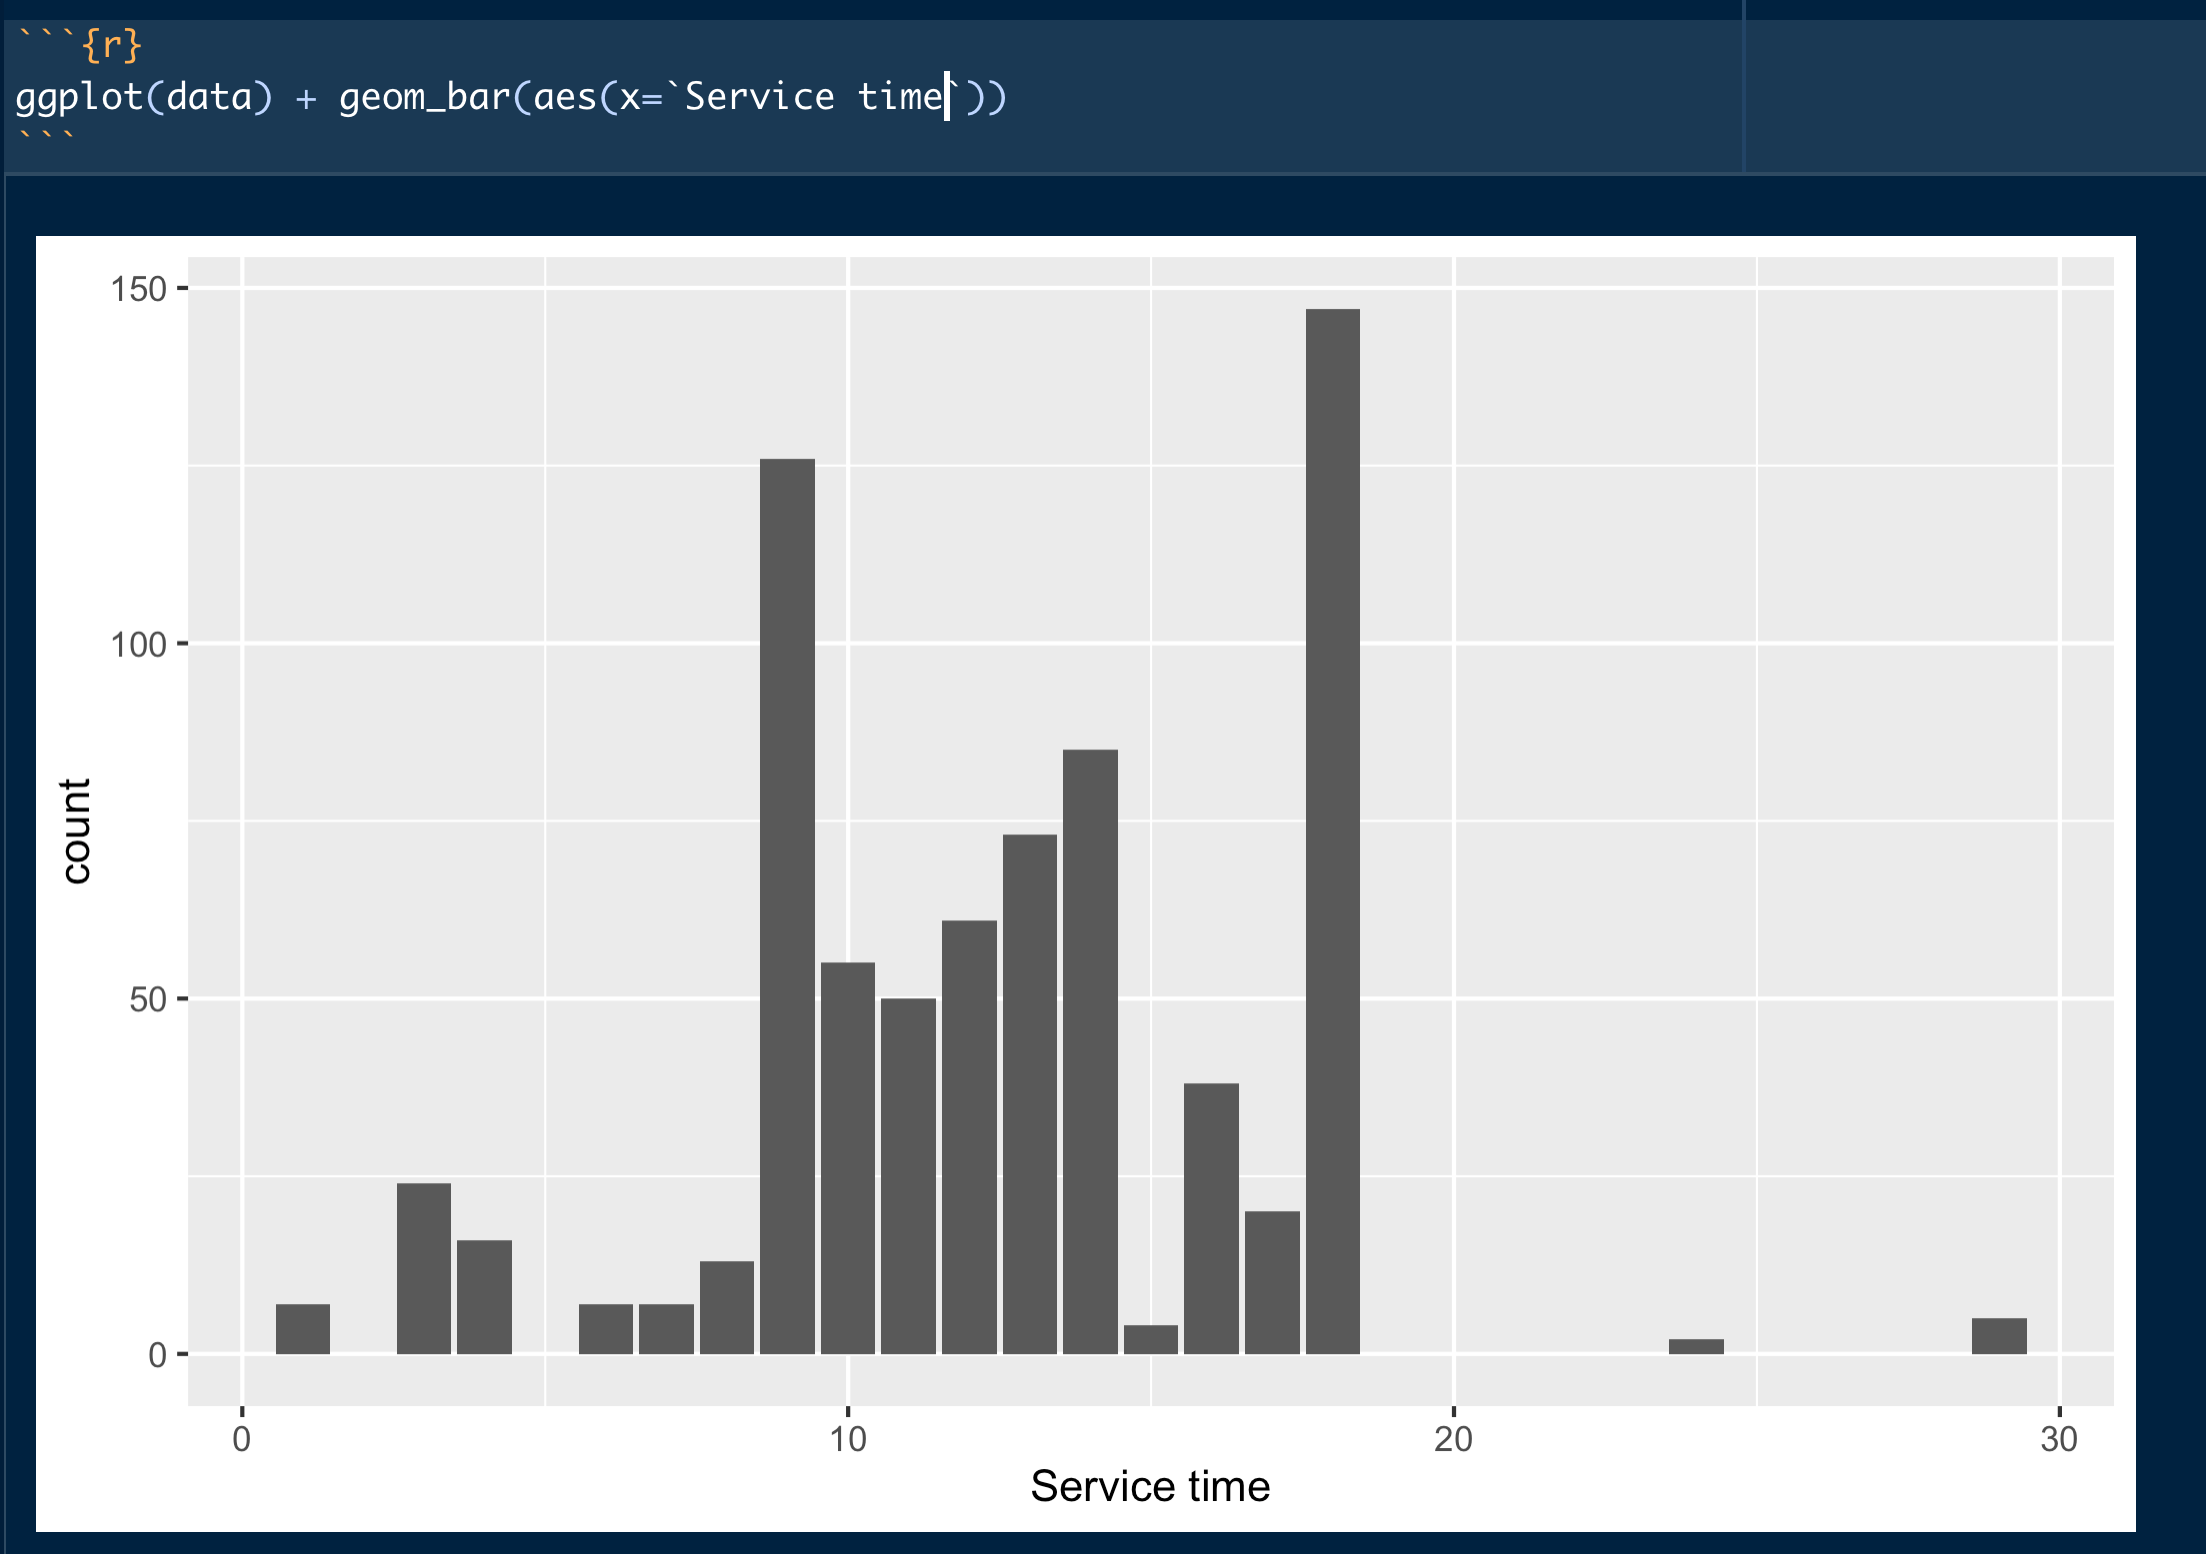 ```{r}
ggplot(data) + geom_bar(aes(x=`Service time`))
```
150
100
50
0
count
0 10 20 30
Service time